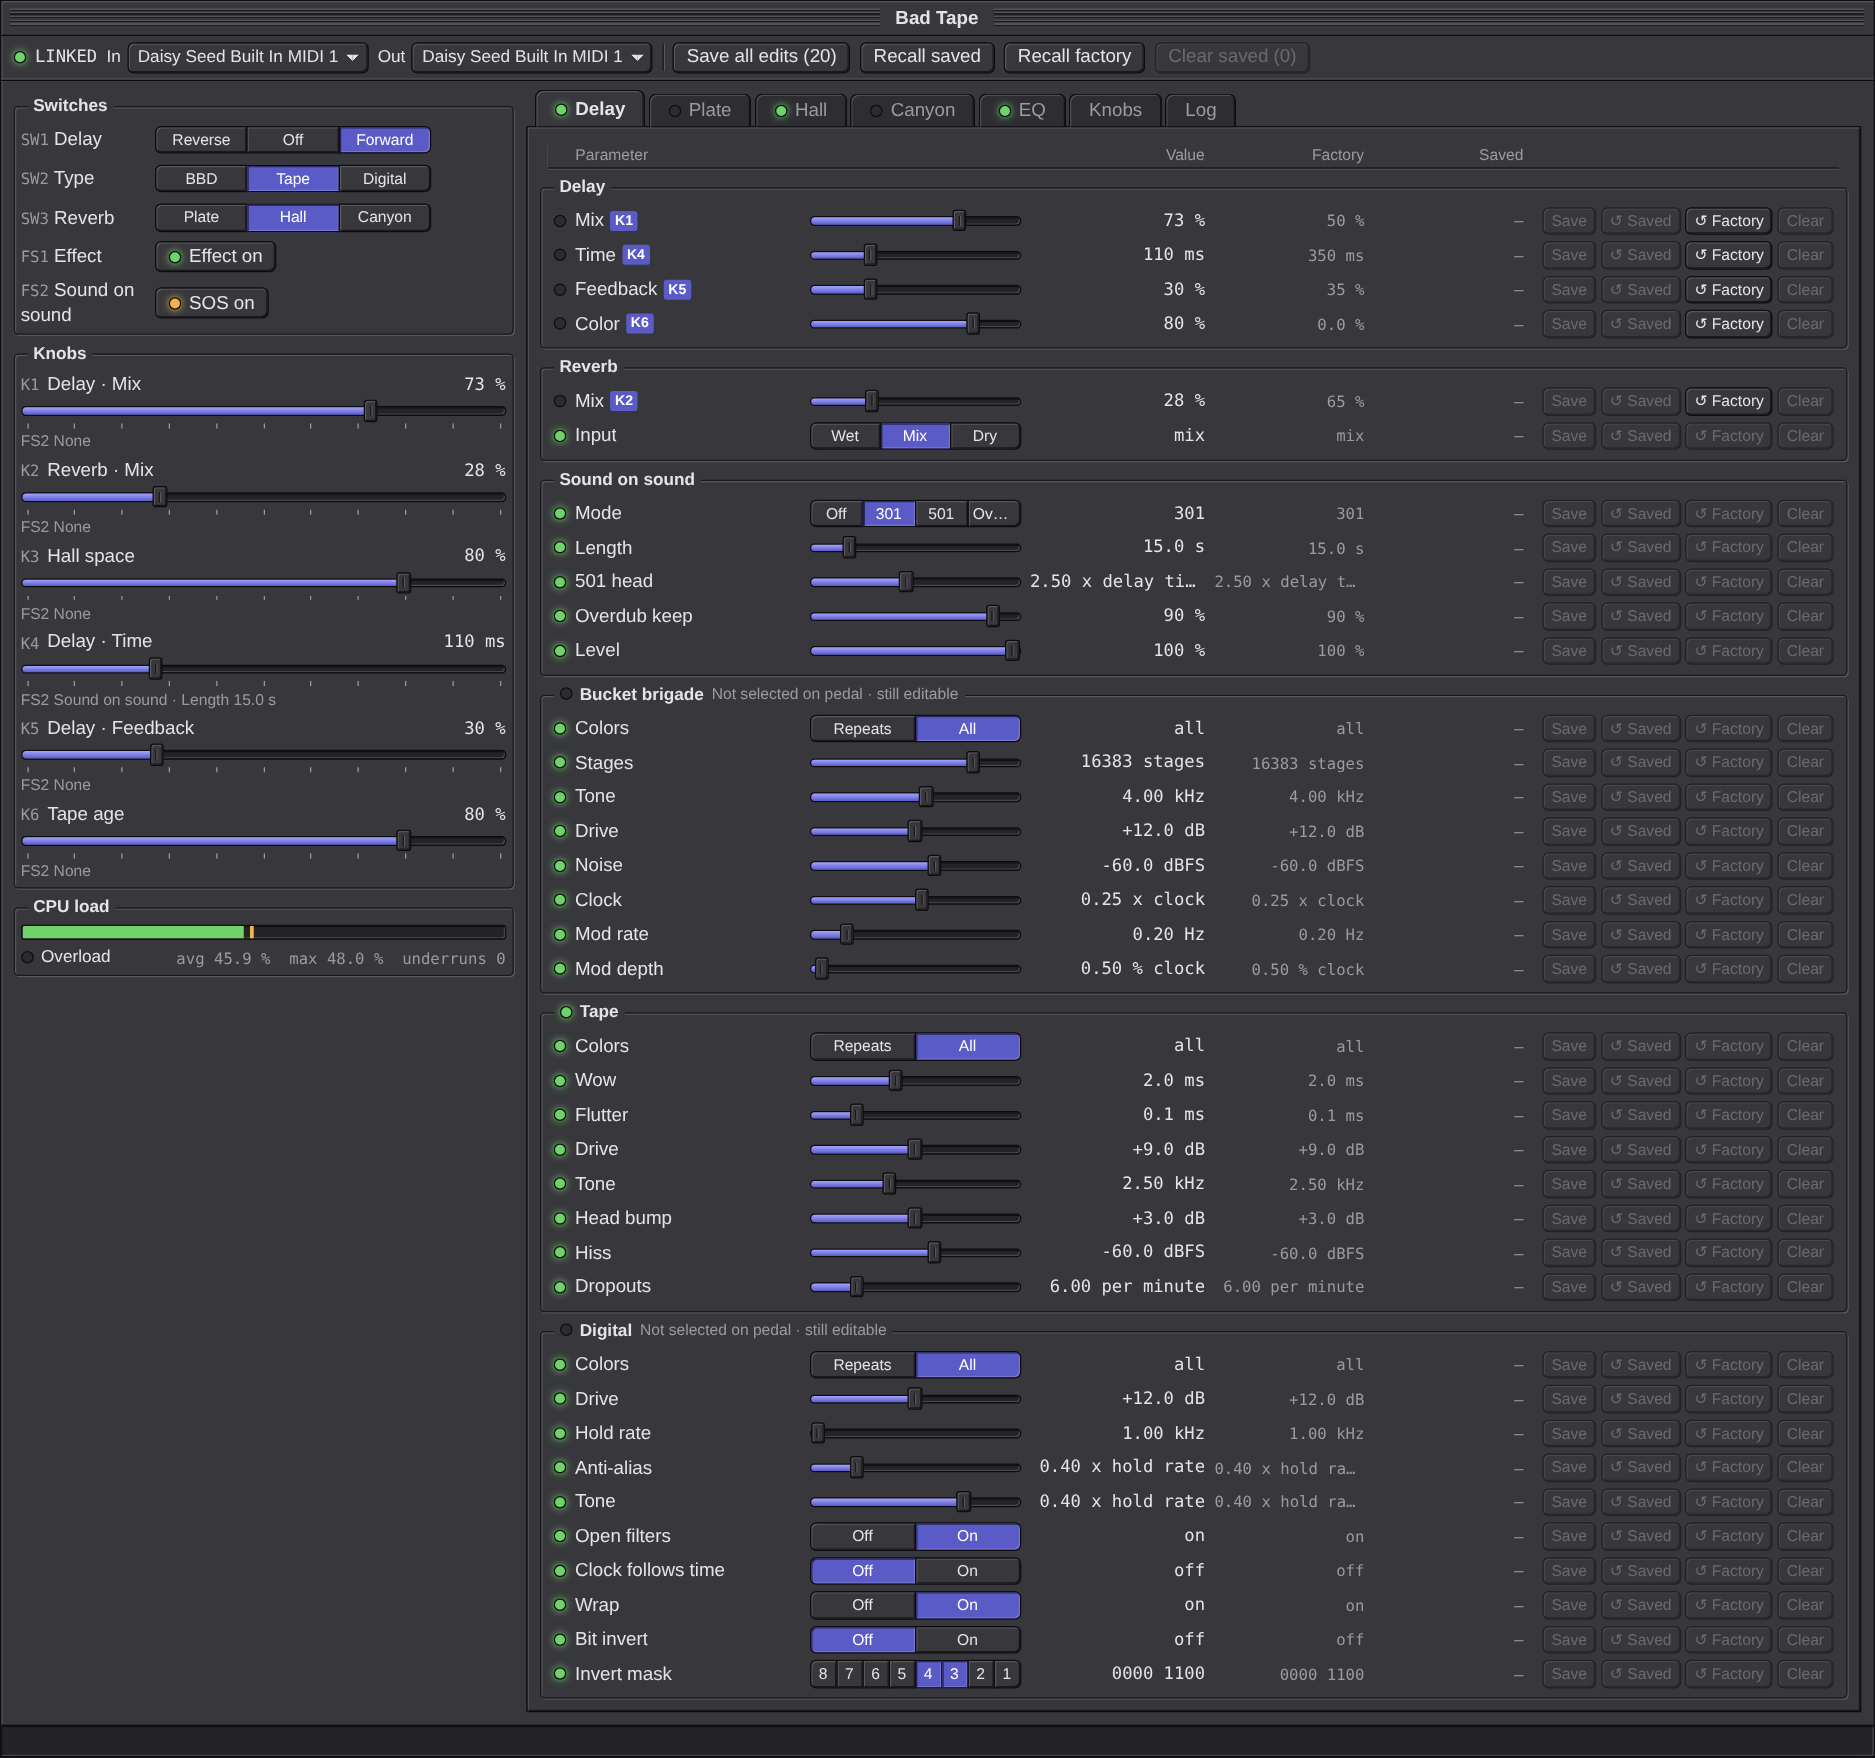 Bad Tape
LINKED In Daisy Seed Built In MIDI 1 Out Daisy Seed Built In MIDI 1 Save all edits (20) Recall saved Recall factory Clear saved (0)
Switches
SW1 Delay Reverse Off Forward
SW2 Type BBD Tape Digital
SW3 Reverb Plate Hall Canyon
FS1 Effect Effect on
FS2 Sound on sound SOS on
Knobs
K1 Delay · Mix 73 %
FS2 None
K2 Reverb · Mix 28 %
FS2 None
K3 Hall space 80 %
FS2 None
K4 Delay · Time 110 ms
FS2 Sound on sound · Length 15.0 s
K5 Delay · Feedback 30 %
FS2 None
K6 Tape age 80 %
FS2 None
CPU load
Overload avg 45.9 % max 48.0 % underruns 0
Delay Plate Hall Canyon EQ Knobs Log
Parameter Value Factory Saved
Delay
Mix K1 73 % 50 % – Save ↺ Saved ↺ Factory Clear
Time K4 110 ms 350 ms – Save ↺ Saved ↺ Factory Clear
Feedback K5 30 % 35 % – Save ↺ Saved ↺ Factory Clear
Color K6 80 % 0.0 % – Save ↺ Saved ↺ Factory Clear
Reverb
Mix K2 28 % 65 % – Save ↺ Saved ↺ Factory Clear
Input Wet Mix Dry mix mix – Save ↺ Saved ↺ Factory Clear
Sound on sound
Mode Off 301 501 Ov… 301 301 – Save ↺ Saved ↺ Factory Clear
Length 15.0 s 15.0 s – Save ↺ Saved ↺ Factory Clear
501 head 2.50 x delay ti… 2.50 x delay t… – Save ↺ Saved ↺ Factory Clear
Overdub keep 90 % 90 % – Save ↺ Saved ↺ Factory Clear
Level 100 % 100 % – Save ↺ Saved ↺ Factory Clear
Bucket brigade Not selected on pedal · still editable
Colors Repeats All all all – Save ↺ Saved ↺ Factory Clear
Stages 16383 stages 16383 stages – Save ↺ Saved ↺ Factory Clear
Tone 4.00 kHz 4.00 kHz – Save ↺ Saved ↺ Factory Clear
Drive +12.0 dB +12.0 dB – Save ↺ Saved ↺ Factory Clear
Noise -60.0 dBFS -60.0 dBFS – Save ↺ Saved ↺ Factory Clear
Clock 0.25 x clock 0.25 x clock – Save ↺ Saved ↺ Factory Clear
Mod rate 0.20 Hz 0.20 Hz – Save ↺ Saved ↺ Factory Clear
Mod depth 0.50 % clock 0.50 % clock – Save ↺ Saved ↺ Factory Clear
Tape
Colors Repeats All all all – Save ↺ Saved ↺ Factory Clear
Wow 2.0 ms 2.0 ms – Save ↺ Saved ↺ Factory Clear
Flutter 0.1 ms 0.1 ms – Save ↺ Saved ↺ Factory Clear
Drive +9.0 dB +9.0 dB – Save ↺ Saved ↺ Factory Clear
Tone 2.50 kHz 2.50 kHz – Save ↺ Saved ↺ Factory Clear
Head bump +3.0 dB +3.0 dB – Save ↺ Saved ↺ Factory Clear
Hiss -60.0 dBFS -60.0 dBFS – Save ↺ Saved ↺ Factory Clear
Dropouts 6.00 per minute 6.00 per minute – Save ↺ Saved ↺ Factory Clear
Digital Not selected on pedal · still editable
Colors Repeats All all all – Save ↺ Saved ↺ Factory Clear
Drive +12.0 dB +12.0 dB – Save ↺ Saved ↺ Factory Clear
Hold rate 1.00 kHz 1.00 kHz – Save ↺ Saved ↺ Factory Clear
Anti-alias 0.40 x hold rate 0.40 x hold ra… – Save ↺ Saved ↺ Factory Clear
Tone 0.40 x hold rate 0.40 x hold ra… – Save ↺ Saved ↺ Factory Clear
Open filters Off On on on – Save ↺ Saved ↺ Factory Clear
Clock follows time Off On off off – Save ↺ Saved ↺ Factory Clear
Wrap Off On on on – Save ↺ Saved ↺ Factory Clear
Bit invert Off On off off – Save ↺ Saved ↺ Factory Clear
Invert mask 8 7 6 5 4 3 2 1 0000 1100 0000 1100 – Save ↺ Saved ↺ Factory Clear